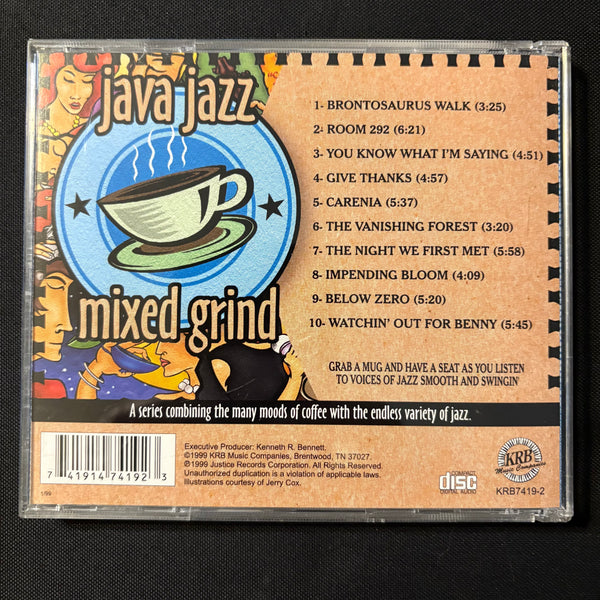 java jazz
mixed grind
1- BRONTOSAURUS WALK (3:25)
2- ROOM 292 (6:21)
3- YOU KNOW WHAT I'M SAYING (4:51)
4- GIVE THANKS (4:57)
5- CARENIA (5:37)
6- THE VANISHING FOREST (3:20)
7- THE NIGHT WE FIRST MET (5:58)
8- IMPENDING BLOOM (4:09)
9- BELOW ZERO (5:20)
10- WATCHIN' OUT FOR BENNY (5:45)
GRAB A MUG AND HAVE A SEAT AS YOU LISTEN
TO VOICES OF JAZZ SMOOTH AND SWINGIN'
A series combining the many moods of coffee with the endless variety of jazz.
7 41914 74192 3
1/99
Executive Producer: Kenneth R. Bennett.
©1999 KRB Music Companies, Brentwood, TN 37027.
℗1999 Justice Records Corporation. All Rights Reserved.
Unauthorized duplication is a violation of applicable laws.
Illustrations courtesy of Jerry Cox.
COMPACT
disc
DIGITAL AUDIO
KRB
Music Companies
KRB7419-2